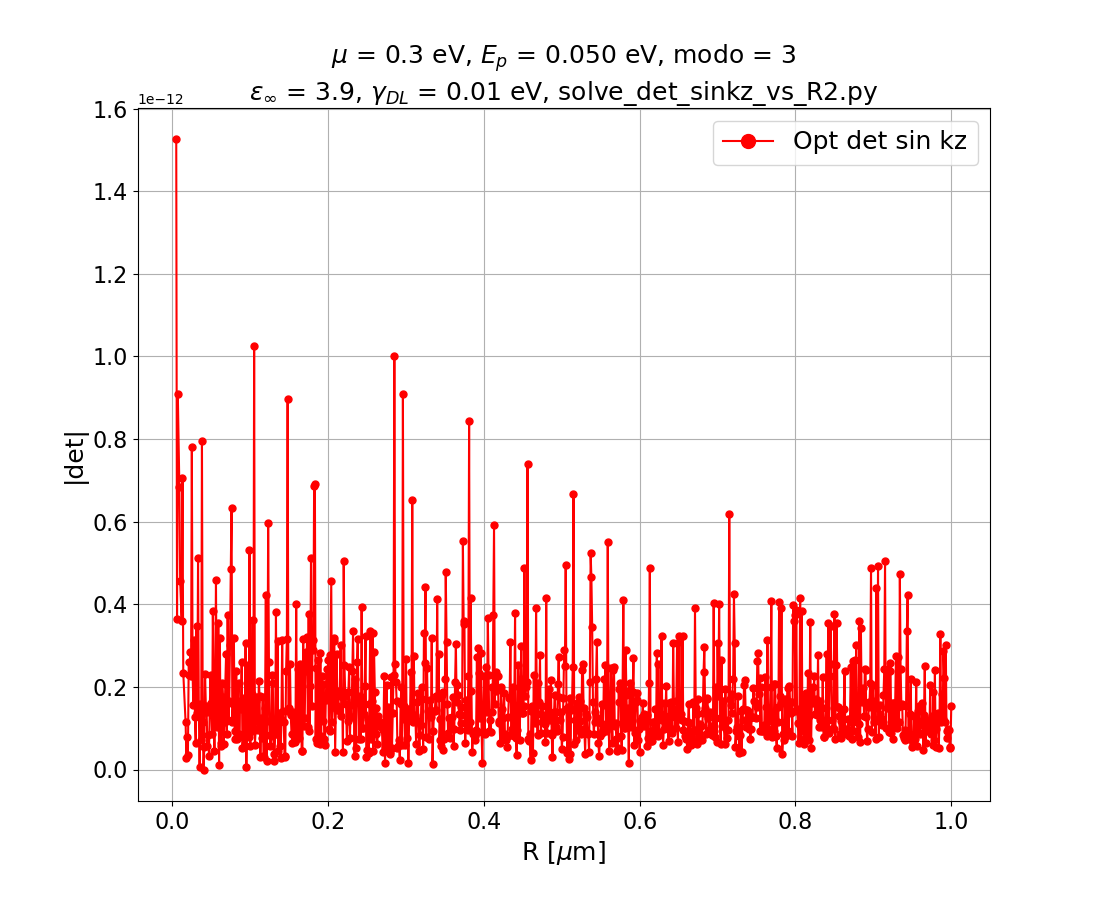 μ = 0.3 eV, Eₚ = 0.050 eV, modo = 3
ε∞ = 3.9, γ_DL = 0.01 eV, solve_det_sinkz_vs_R2.py
1e−12
Opt det sin kz
1.6
1.4
1.2
1.0
0.8
0.6
0.4
0.2
0.0
|det|
0.0 0.2 0.4 0.6 0.8 1.0
R [μm]